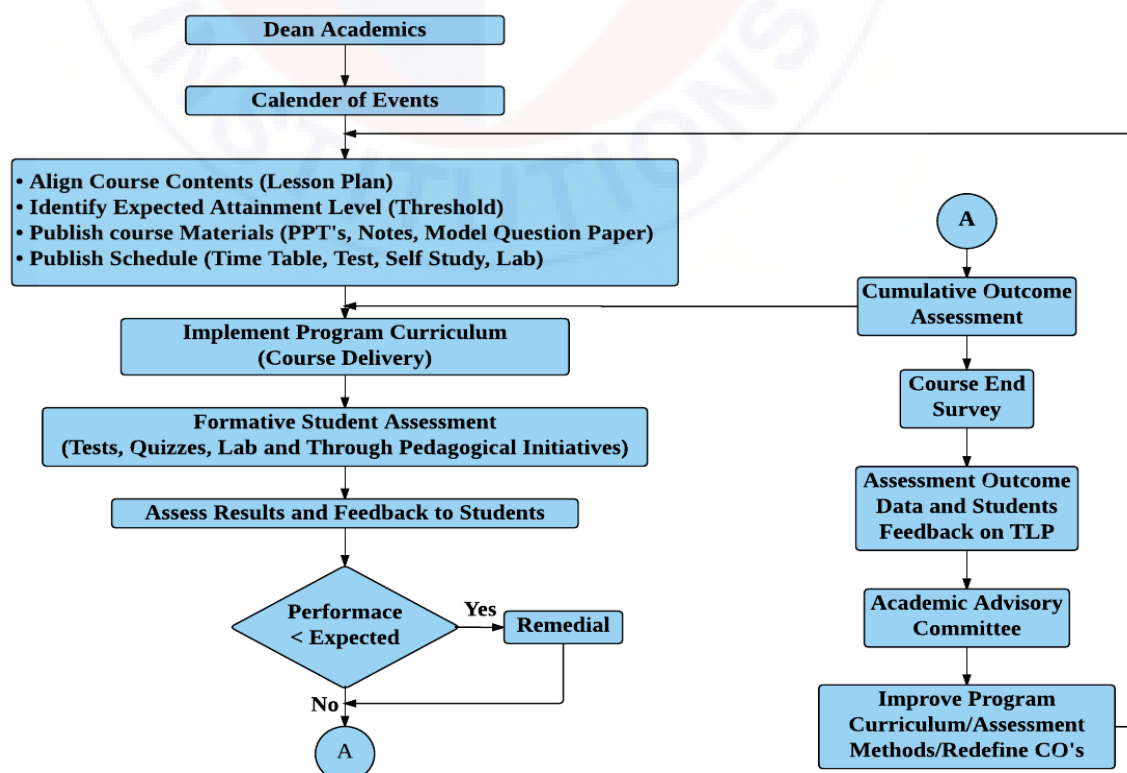 INSTITUTIONS
Dean Academics
Calender of Events
• Align Course Contents (Lesson Plan)
• Identify Expected Attainment Level (Threshold)
• Publish course Materials (PPT's, Notes, Model Question Paper)
• Publish Schedule (Time Table, Test, Self Study, Lab)
Implement Program Curriculum
(Course Delivery)
Formative Student Assessment
(Tests, Quizzes, Lab and Through Pedagogical Initiatives)
Assess Results and Feedback to Students
Performace
< Expected
Yes
Remedial
No
A
A
Cumulative Outcome
Assessment
Course End
Survey
Assessment Outcome
Data and Students
Feedback on TLP
Academic Advisory
Committee
Improve Program
Curriculum/Assessment
Methods/Redefine CO's